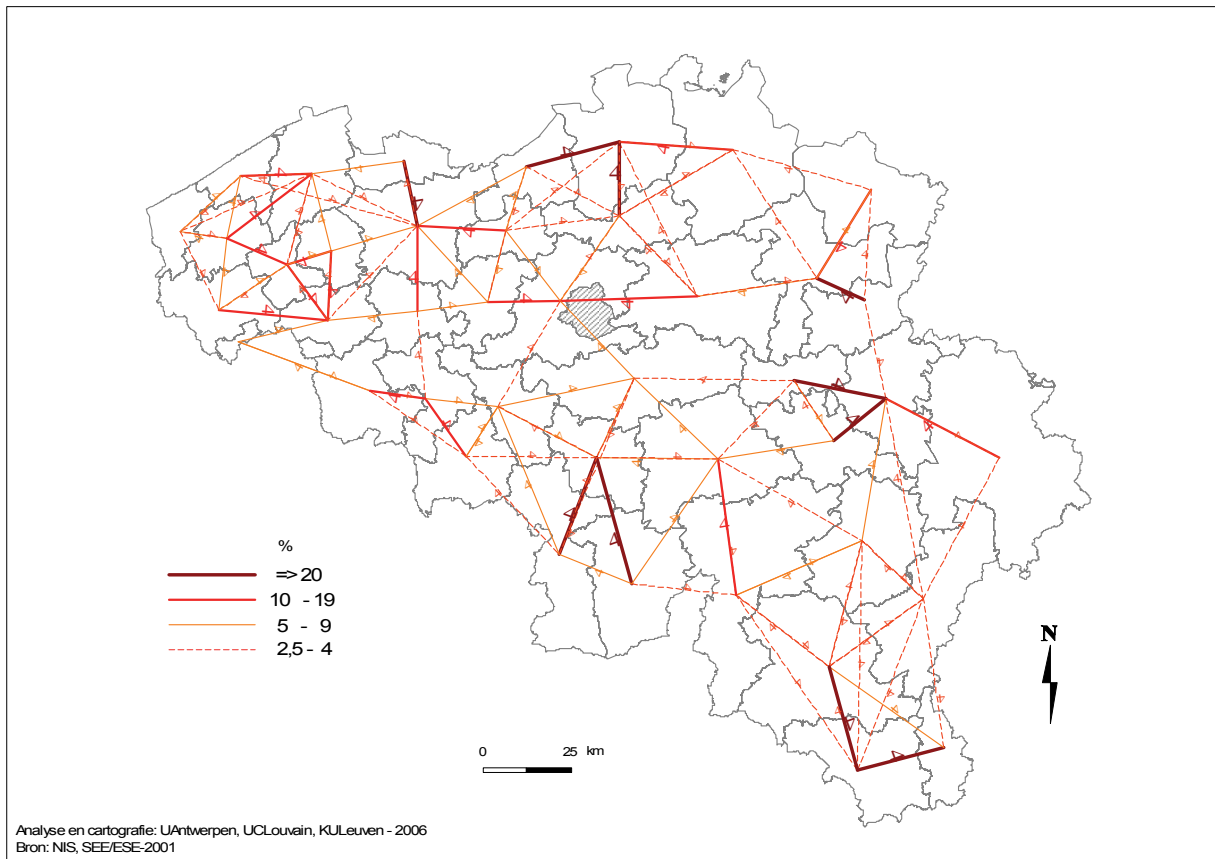 %
=> 20
10 - 19
5 - 9
2,5 - 4
N
0 25 km
Analyse en cartografie: UAntwerpen, UCLouvain, KULeuven - 2006
Bron: NIS, SEE/ESE-2001